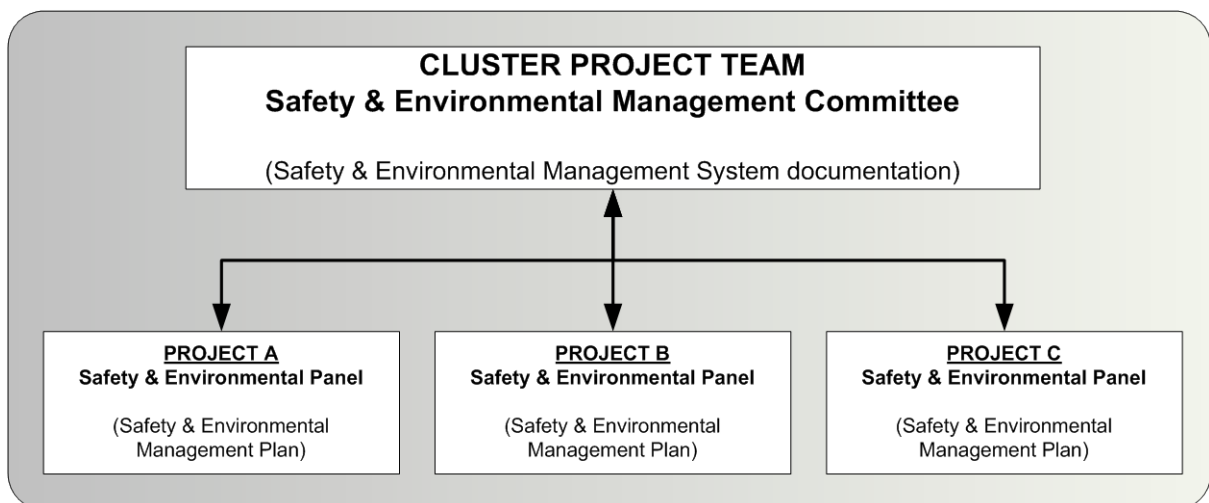 CLUSTER PROJECT TEAM
Safety & Environmental Management Committee
(Safety & Environmental Management System documentation)
PROJECT A
Safety & Environmental Panel
(Safety & Environmental
Management Plan)
PROJECT B
Safety & Environmental Panel
(Safety & Environmental
Management Plan)
PROJECT C
Safety & Environmental Panel
(Safety & Environmental
Management Plan)